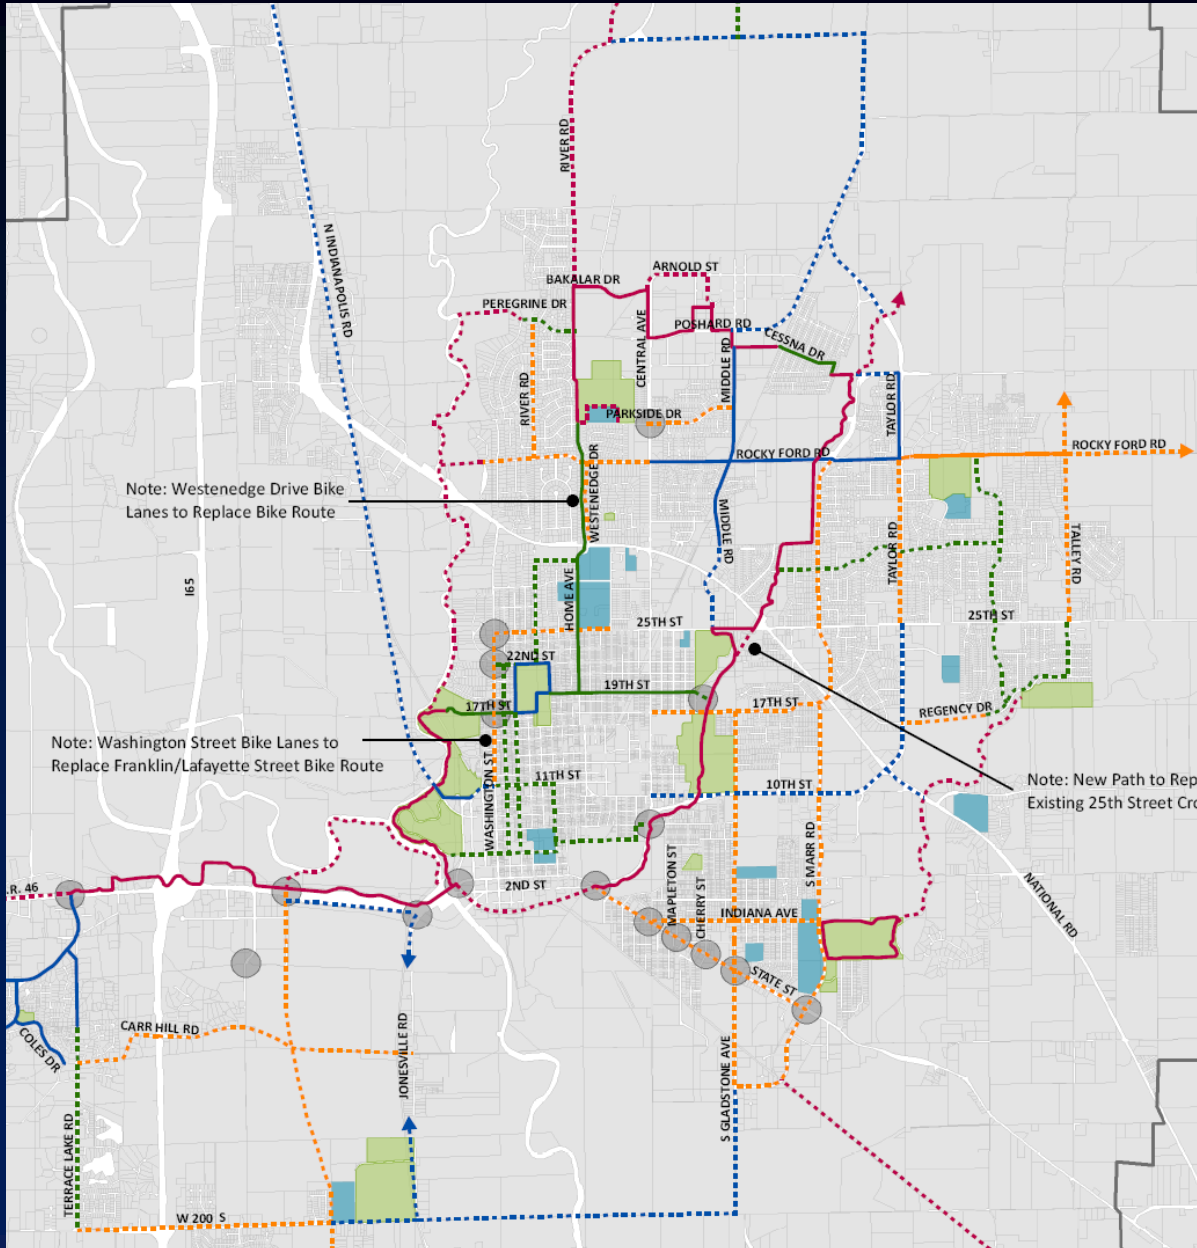 RIVER RD
N INDIANAPOLIS RD
ARNOLD ST
BAKALAR DR
PEREGRINE DR
CENTRAL AVE
POSHARD RD
CESSNA DR
MIDDLE RD
RIVER RD
TAYLOR RD
PARKSIDE DR
ROCKY FORD RD
ROCKY FORD RD
WESTENEDGE DR
Note: Westenedge Drive Bike
Lanes to Replace Bike Route
MIDDLE RD
TAYLOR RD
TALLEY RD
I65
HOME AVE
25TH ST
25TH ST
22ND ST
19TH ST
17TH ST
17TH ST
REGENCY DR
Note: Washington Street Bike Lanes to
Replace Franklin/Lafayette Street Bike Route
WASHINGTON ST
11TH ST
10TH ST
Note: New Path to Rep
Existing 25th Street Cro
S MARR RD
MAPLETON ST
CHERRY ST
.R. 46
2ND ST
INDIANA AVE
NATIONAL RD
STATE ST
CARR HILL RD
COLES DR
JONESVILLE RD
S GLADSTONE AVE
TERRACE LAKE RD
W 200 S